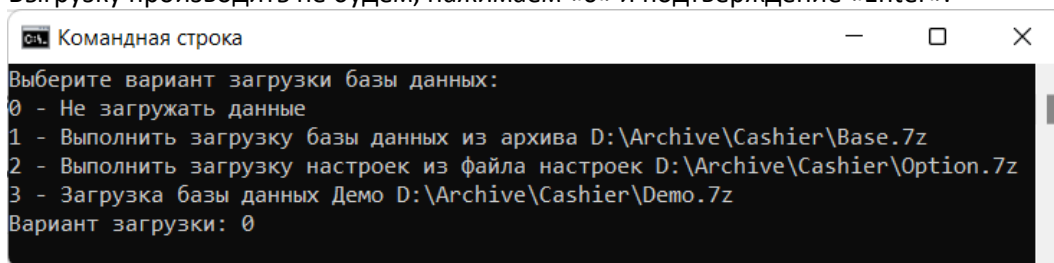 Выгрузку производить не будем, нажимаем «0» и подтверждение «Enter».
Командная строка
Выберите вариант загрузки базы данных:
0 - Не загружать данные
1 - Выполнить загрузку базы данных из архива D:\Archive\Cashier\Base.7z
2 - Выполнить загрузку настроек из файла настроек D:\Archive\Cashier\Option.7z
3 - Загрузка базы данных Демо D:\Archive\Cashier\Demo.7z
Вариант загрузки: 0